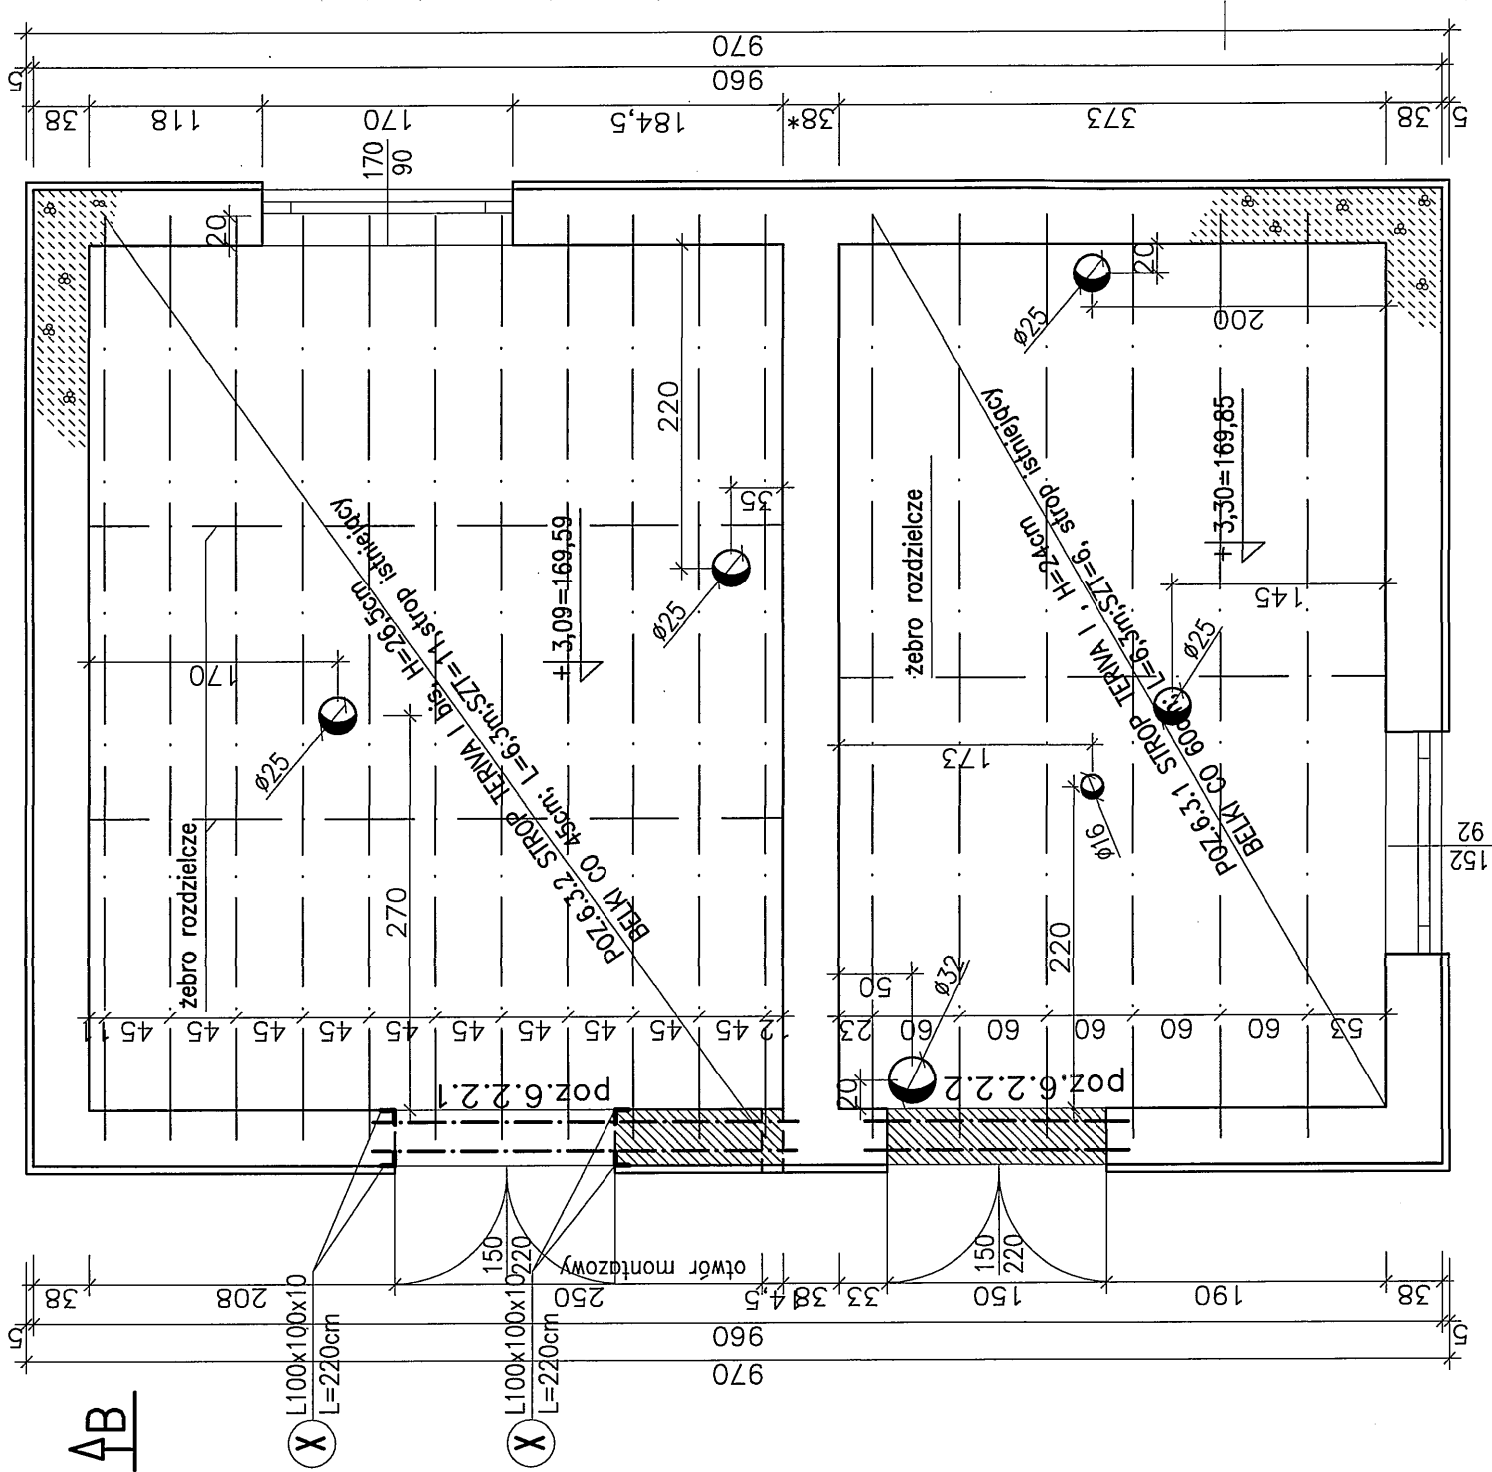 970
960
5
38
118
170
184,5
38*
373
38
5
170
90
20
Ø25
20
200
220
35
żebro rozdzielcze
170
Ø25
270
+3,09=169,59
Ø25
POZ.6.3.2 STROP TERIVA I bis, H=26,5cm
BELKI CO 45cm; L=6,3m;SZT=11,strop istniejący
żebro rozdzielcze
+3,30=169,85
145
Ø25
173
Ø16
220
POZ.6.3.1 STROP TERIVA I , H=24cm
L=6,3m;SZT=6, strop istniejący
152
92
50
Ø32
20
11
45
45
45
45
45
45
45
45
45
45
12
23
60
60
60
60
60
53
poz.6.2.2.1
poz.6.2.2.2
150
220
otwór montażowy
150
220
5
38
208
250
14,5
38
33
150
190
38
5
960
970
L100x100x10
L=220cm
X
L100x100x10
L=220cm
X
B